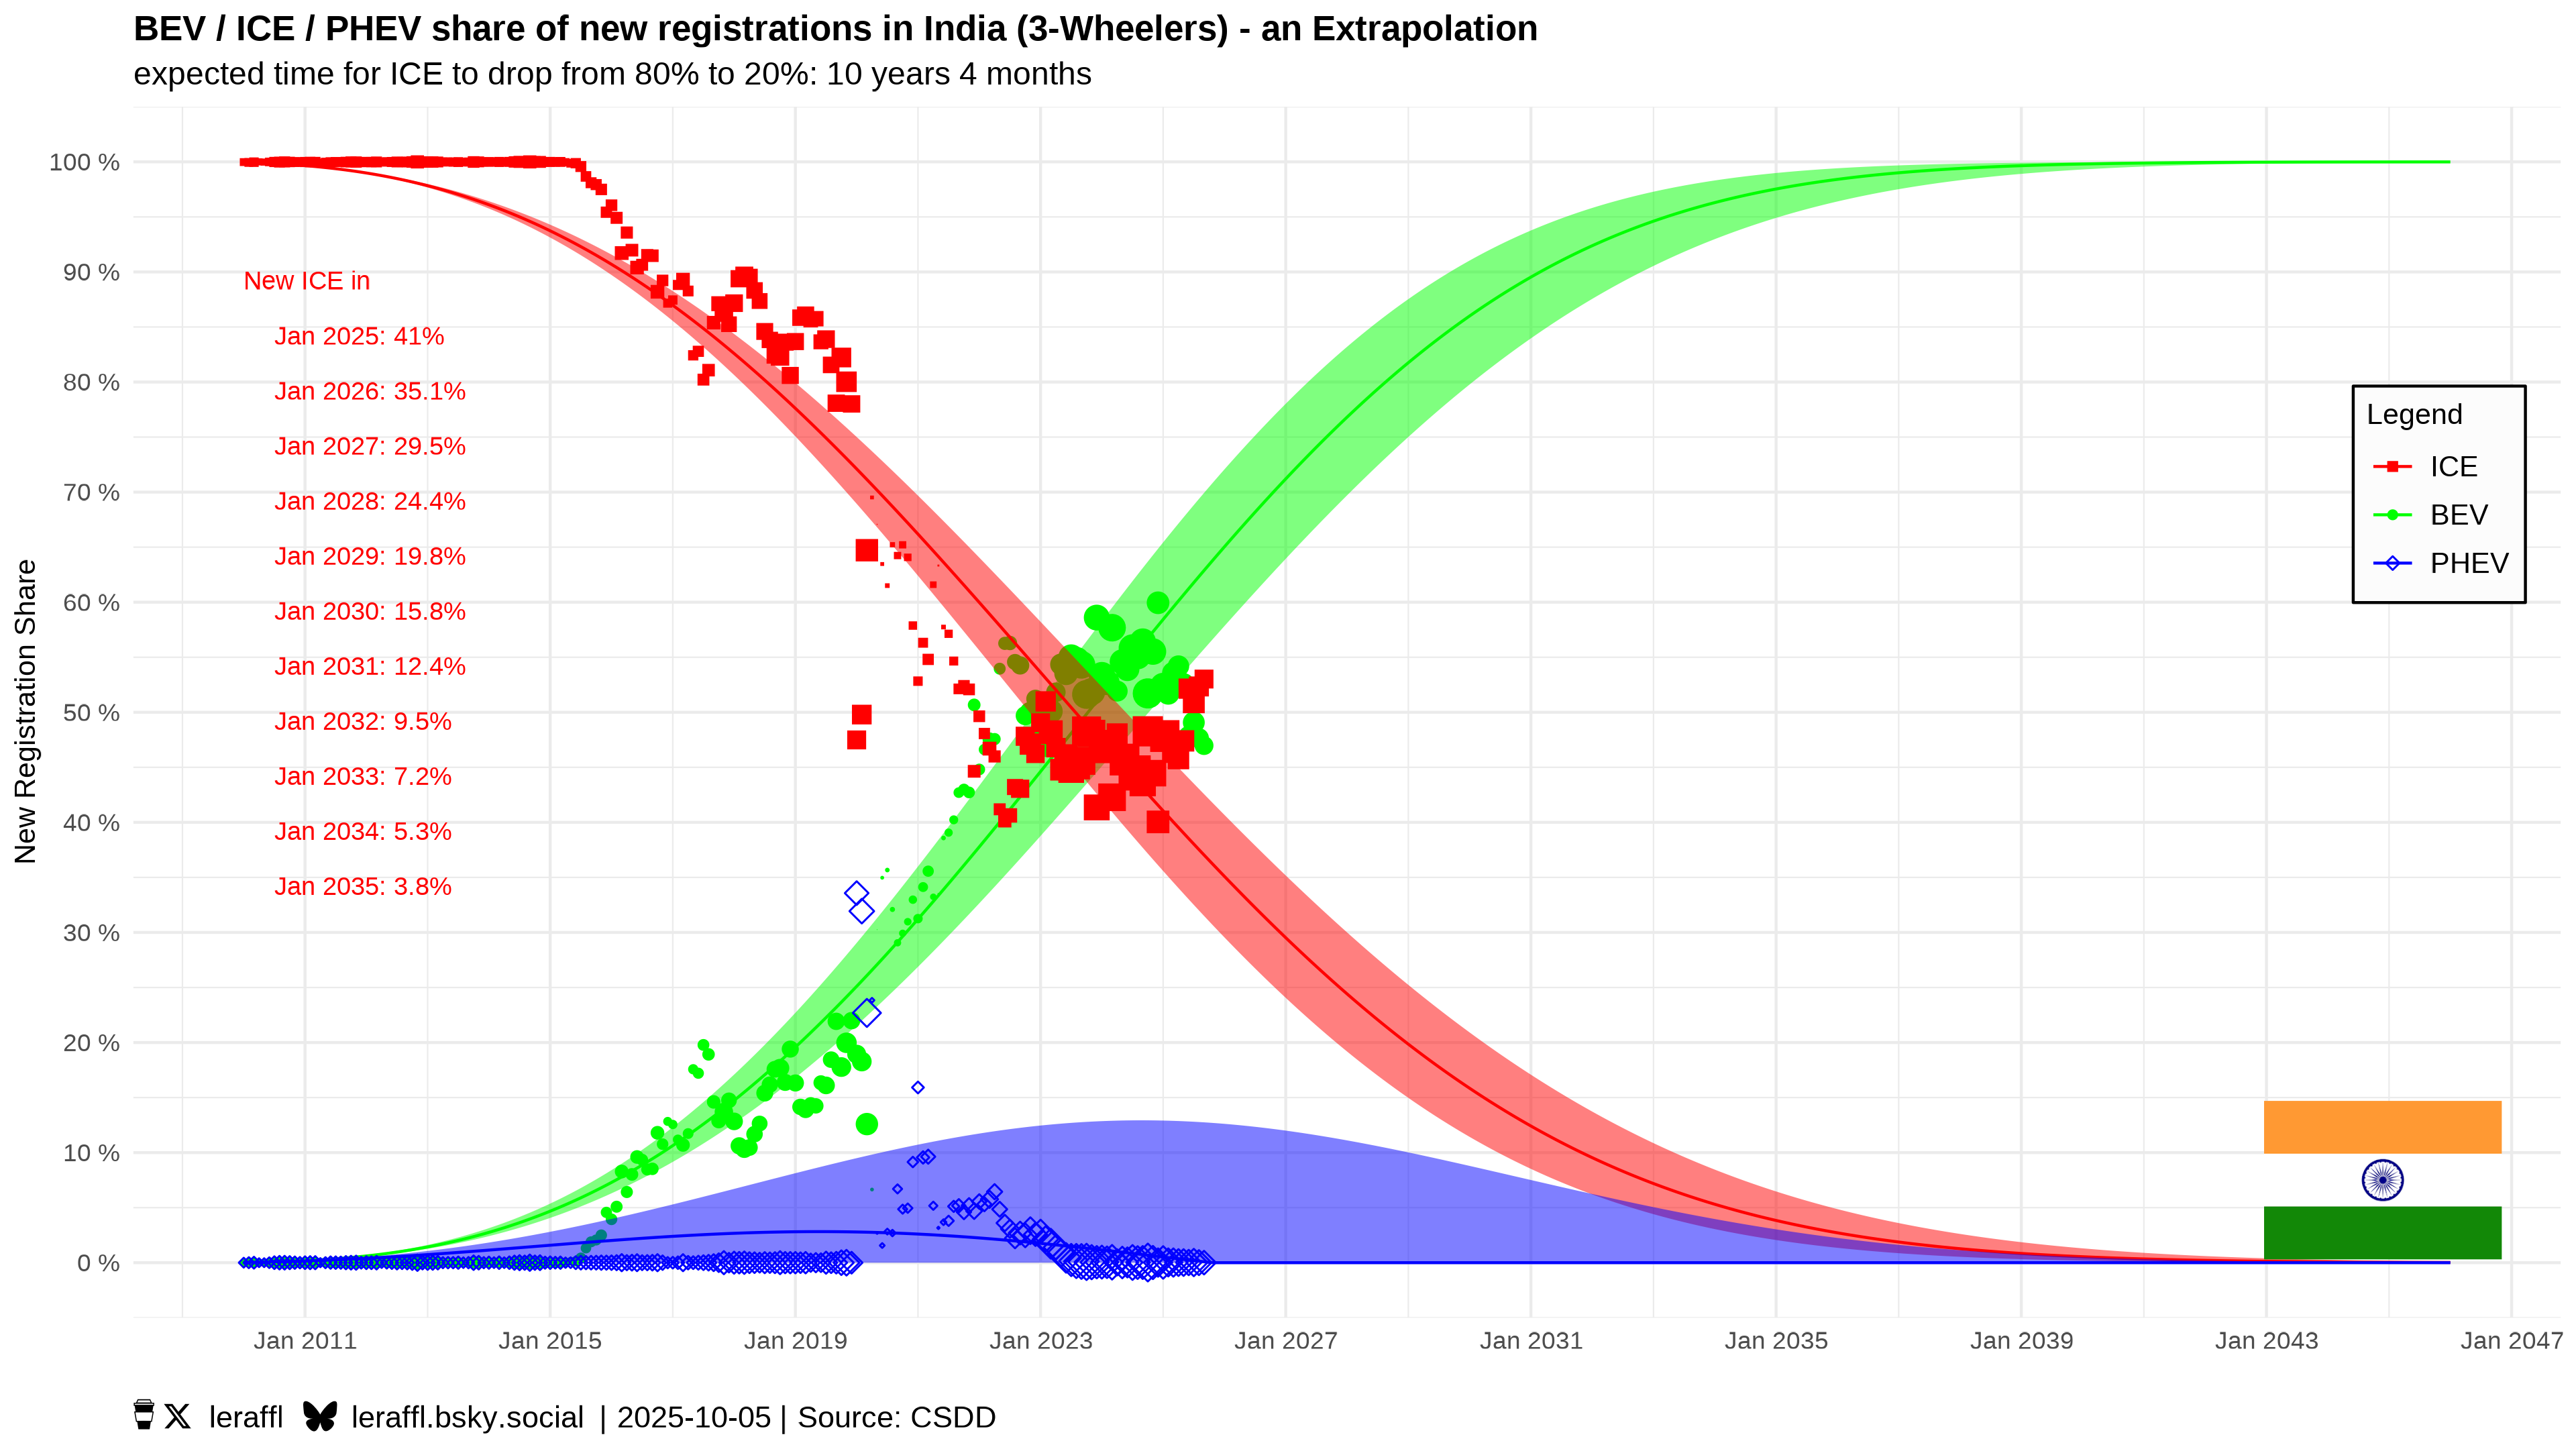 BEV / ICE / PHEV share of new registrations in India (3-Wheelers) - an Extrapolation
expected time for ICE to drop from 80% to 20%: 10 years 4 months
New Registration Share
100 %
90 %
80 %
70 %
60 %
50 %
40 %
30 %
20 %
10 %
0 %
New ICE in
Jan 2025: 41%
Jan 2026: 35.1%
Jan 2027: 29.5%
Jan 2028: 24.4%
Jan 2029: 19.8%
Jan 2030: 15.8%
Jan 2031: 12.4%
Jan 2032: 9.5%
Jan 2033: 7.2%
Jan 2034: 5.3%
Jan 2035: 3.8%
Legend
ICE
BEV
PHEV
Jan 2011 Jan 2015 Jan 2019 Jan 2023 Jan 2027 Jan 2031 Jan 2035 Jan 2039 Jan 2043 Jan 2047
leraffl leraffl.bsky.social | 2025-10-05 | Source: CSDD